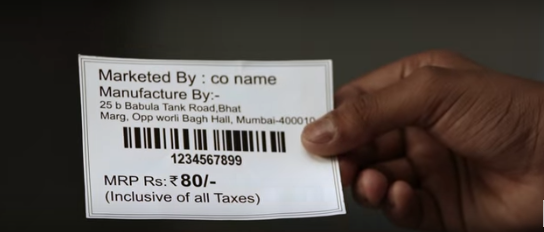 Marketed By : co name
Manufacture By:-
25 b Babula Tank Road,Bhat
Marg, Opp worli Bagh Hall, Mumbai-400010
1234567899
MRP Rs: ₹ 80/-
(Inclusive of all Taxes)